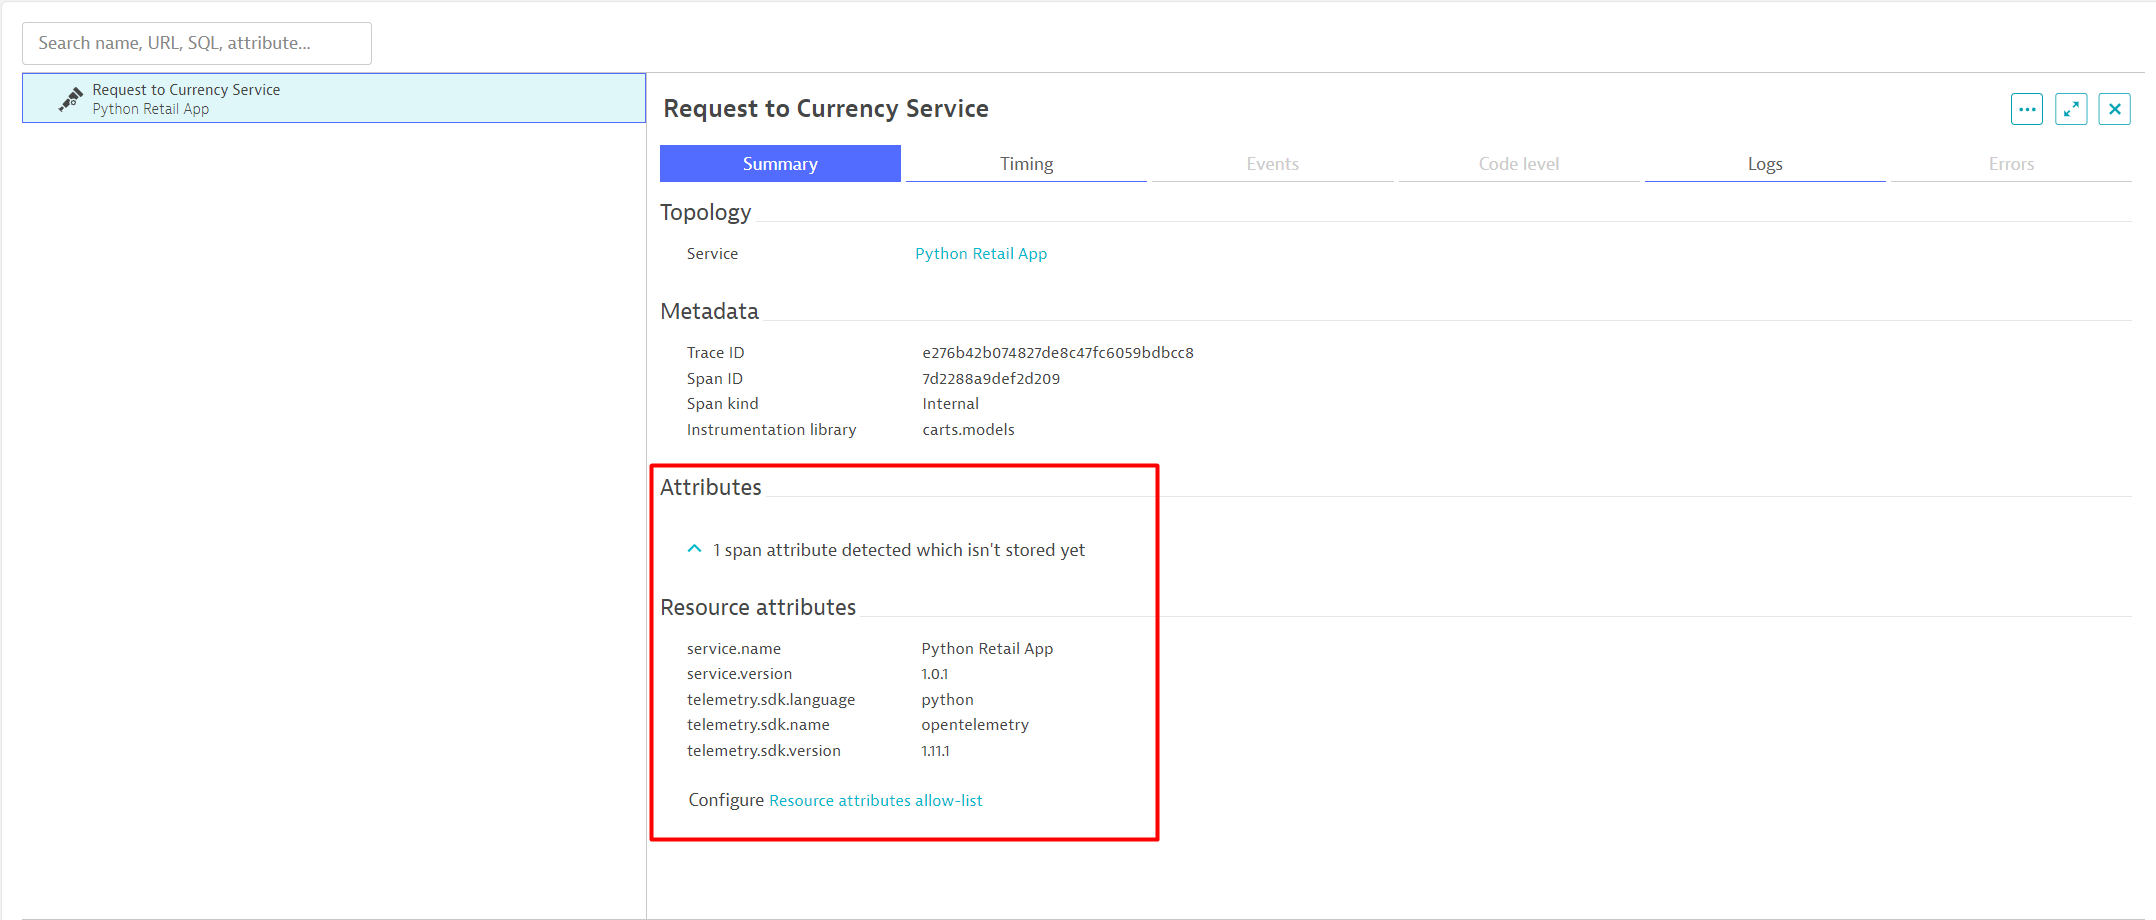 Search name, URL, SQL, attribute...
Request to Currency Service
Python Retail App
Request to Currency Service
Summary Timing Events Code level Logs Errors
Topology
Service Python Retail App
Metadata
Trace ID e276b42b074827de8c47fc6059bdbcc8
Span ID 7d2288a9def2d209
Span kind Internal
Instrumentation library carts.models
Attributes
1 span attribute detected which isn't stored yet
Resource attributes
service.name Python Retail App
service.version 1.0.1
telemetry.sdk.language python
telemetry.sdk.name opentelemetry
telemetry.sdk.version 1.11.1
Configure Resource attributes allow-list